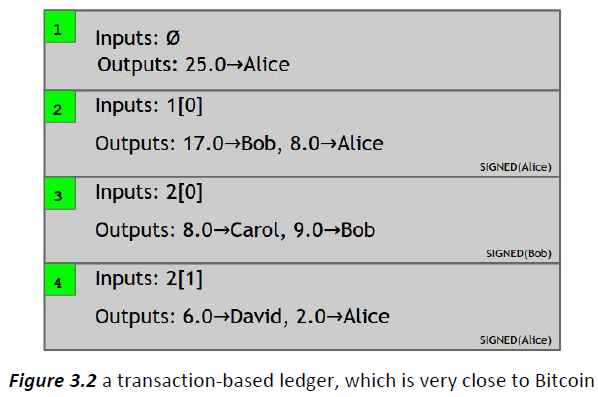 1
Inputs: Ø
Outputs: 25.0→Alice
2
Inputs: 1[0]
Outputs: 17.0→Bob, 8.0→Alice
SIGNED(Alice)
3
Inputs: 2[0]
Outputs: 8.0→Carol, 9.0→Bob
SIGNED(Bob)
4
Inputs: 2[1]
Outputs: 6.0→David, 2.0→Alice
SIGNED(Alice)
Figure 3.2 a transaction-based ledger, which is very close to Bitcoin